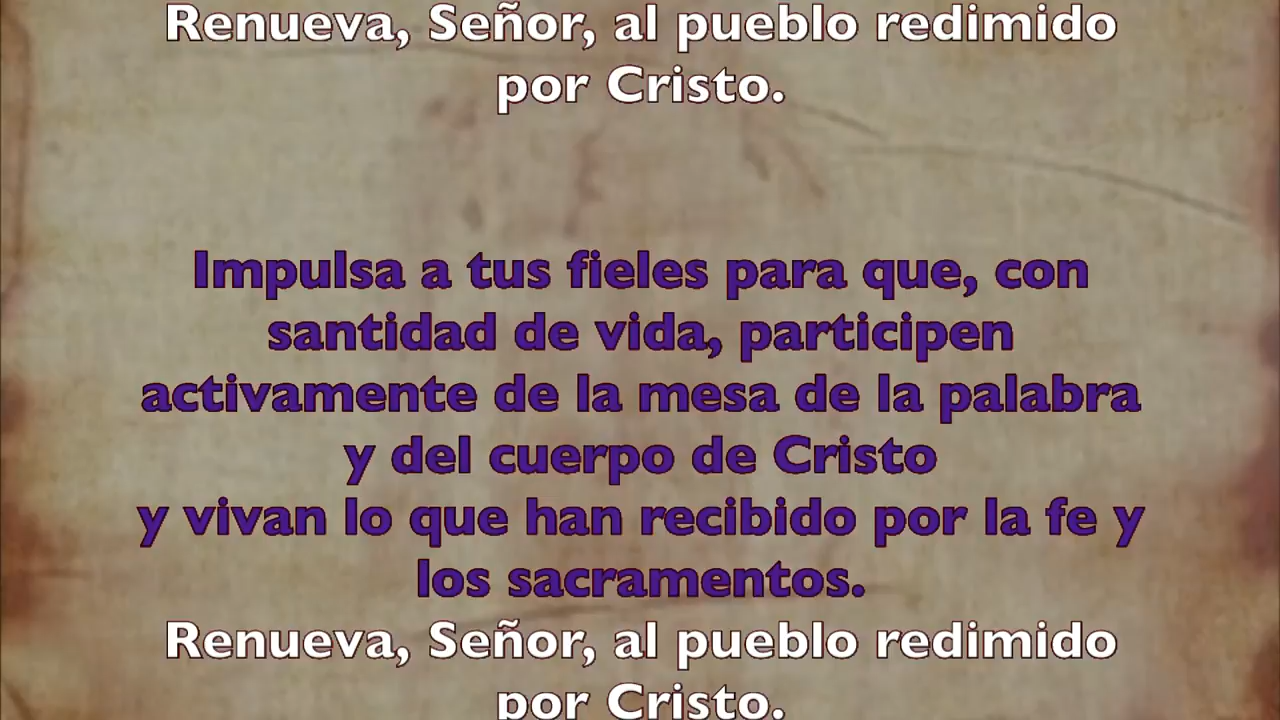 Renueva, Señor, al pueblo redimido
por Cristo.
Impulsa a tus fieles para que, con
santidad de vida, participen
activamente de la mesa de la palabra
y del cuerpo de Cristo
y vivan lo que han recibido por la fe y
los sacramentos.
Renueva, Señor, al pueblo redimido
por Cristo.